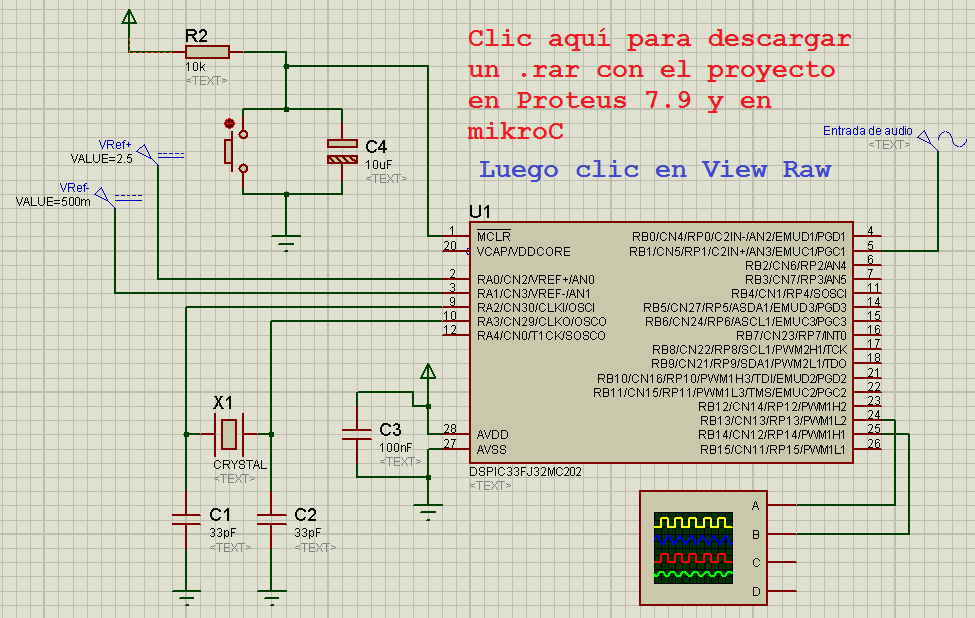 R2
10k
<TEXT>
Clic aquí para descargar
un .rar con el proyecto
en Proteus 7.9 y en
mikroC
Luego clic en View Raw
Entrada de audio
<TEXT>
VRef+
VALUE=2.5
VRef-
VALUE=500m
C4
10uF
<TEXT>
U1
1 MCLR
20 VCAP/VDDCORE
2 RA0/CN2/VREF+/AN0
3 RA1/CN3/VREF-/AN1
9 RA2/CN30/CLKI/OSCI
10 RA3/CN29/CLKO/OSCO
12 RA4/CN0/T1CK/SOSCO
28 AVDD
27 AVSS
RB0/CN4/RP0/C2IN-/AN2/EMUD1/PGD1 4
RB1/CN5/RP1/C2IN+/AN3/EMUC1/PGC1 5
RB2/CN6/RP2/AN4 6
RB3/CN7/RP3/AN5 7
RB4/CN1/RP4/SOSCI 11
RB5/CN27/RP5/ASDA1/EMUD3/PGD3 14
RB6/CN24/RP6/ASCL1/EMUC3/PGC3 15
RB7/CN23/RP7/INT0 16
RB8/CN22/RP8/SCL1/PWM2H1/TCK 17
RB9/CN21/RP9/SDA1/PWM2L1/TDO 18
RB10/CN16/RP10/PWM1H3/TDI/EMUD2/PGD2 21
RB11/CN15/RP11/PWM1L3/TMS/EMUC2/PGC2 22
RB12/CN14/RP12/PWM1H2 23
RB13/CN13/RP13/PWM1L2 24
RB14/CN12/RP14/PWM1H1 25
RB15/CN11/RP15/PWM1L1 26
DSPIC33FJ32MC202
<TEXT>
X1
CRYSTAL
<TEXT>
C3
100nF
<TEXT>
C1
33pF
<TEXT>
C2
33pF
<TEXT>
A
B
C
D